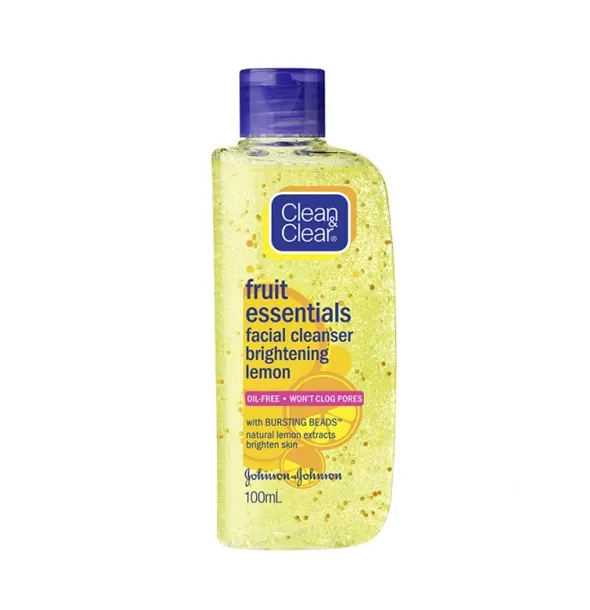 Clean
&
Clear®
fruit
essentials
facial cleanser
brightening
lemon
OIL-FREE • WON'T CLOG PORES
with BURSTING BEADS™
natural lemon extracts
brighten skin
Johnson+Johnson
100mL